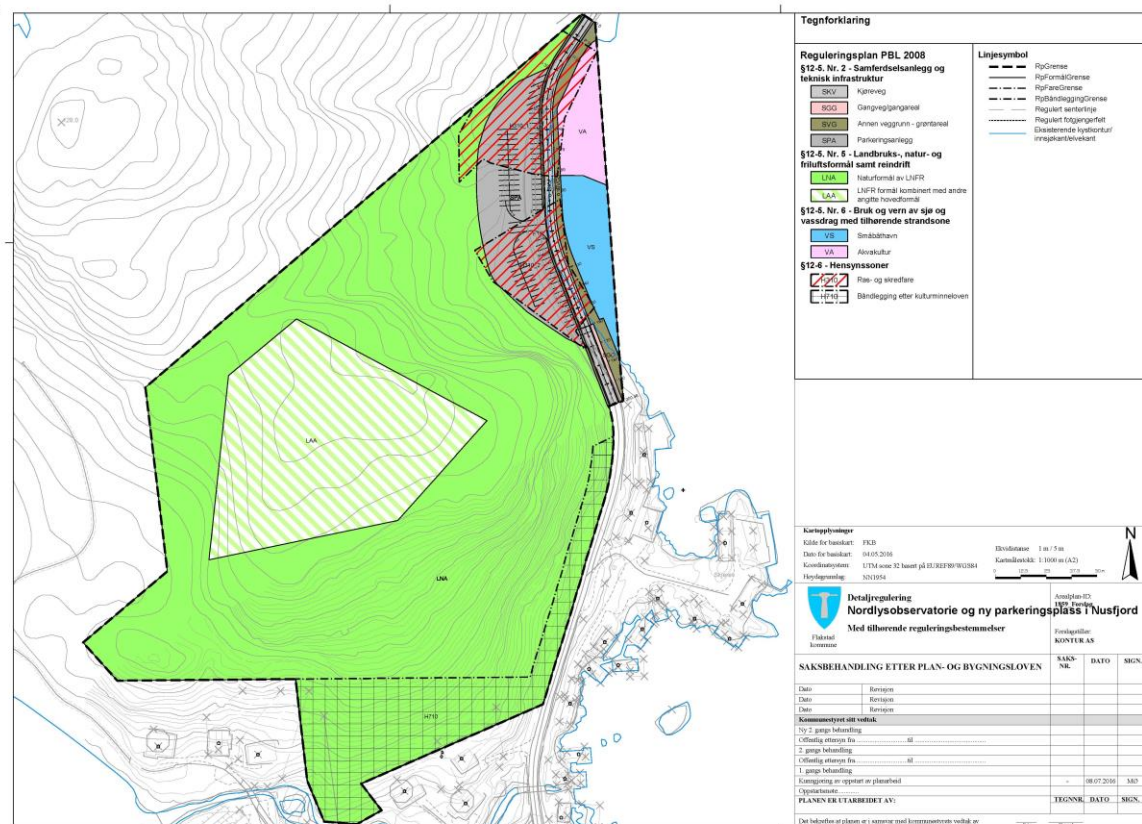 Tegnforklaring
Reguleringsplan PBL 2008
§12-5. Nr. 2 - Samferdselsanlegg og
teknisk infrastruktur
SKV Kjøreveg
SGG Gangveg/gangareal
SVG Annen veggrunn - grøntareal
SPA Parkeringsanlegg
§12-5. Nr. 5 - Landbruks-, natur- og
friluftsformål samt reindrift
LNA Naturformål av LNFR
LAA LNFR formål kombinert med andre
angitte hovedformål
§12-5. Nr. 6 - Bruk og vern av sjø og
vassdrag med tilhørende strandsone
VS Småbåthavn
VA Akvakultur
§12-6 - Hensynssoner
H310 Ras- og skredfare
H710 Båndlegging etter kulturminneloven
Linjesymbol
RpGrense
RpFormålGrense
RpFareGrense
RpBåndleggingGrense
Regulert senterlinje
Regulert fotgjengerfelt
Eksisterende kystkontur/
innsjøkant/elvekant
VA
VS
LAA
LNA
H710
Kartopplysninger
Kilde for basiskart: FKB
Dato for basiskart: 04.05.2016
Koordinatsystem: UTM sone 32 basert på EUREF89/WGS84
Høydegrunnlag: NN1954
Ekvidistanse 1 m / 5 m
Kartmålestokk: 1:1000 m (A2)
0 12,5 25 37,5 50m
N
Flakstad
kommune
Detaljregulering
Nordlysobservatorie og ny parkeringsplass i Nusfjord
Med tilhørende reguleringsbestemmelser
Arealplan-ID:
Forslagstiller:
KONTUR AS
SAKSBEHANDLING ETTER PLAN- OG BYGNINGSLOVEN
SAKS-
NR. DATO SIGN.
Dato Revisjon
Dato Revisjon
Dato Revisjon
Kommunestyret sitt vedtak
Ny 2. gangs behandling
Offentlig ettersyn fra ........................ til ........................
2. gangs behandling
Offentlig ettersyn fra ........................ til ........................
1. gangs behandling
Kunngjøring av oppstart av planarbeid - 08.07.2016
Oppstartsmøte..........
PLANEN ER UTARBEIDET AV: TEGNNR. DATO SIGN.
Det bekreftes at planen er i samsvar med kommunestyrets vedtak av